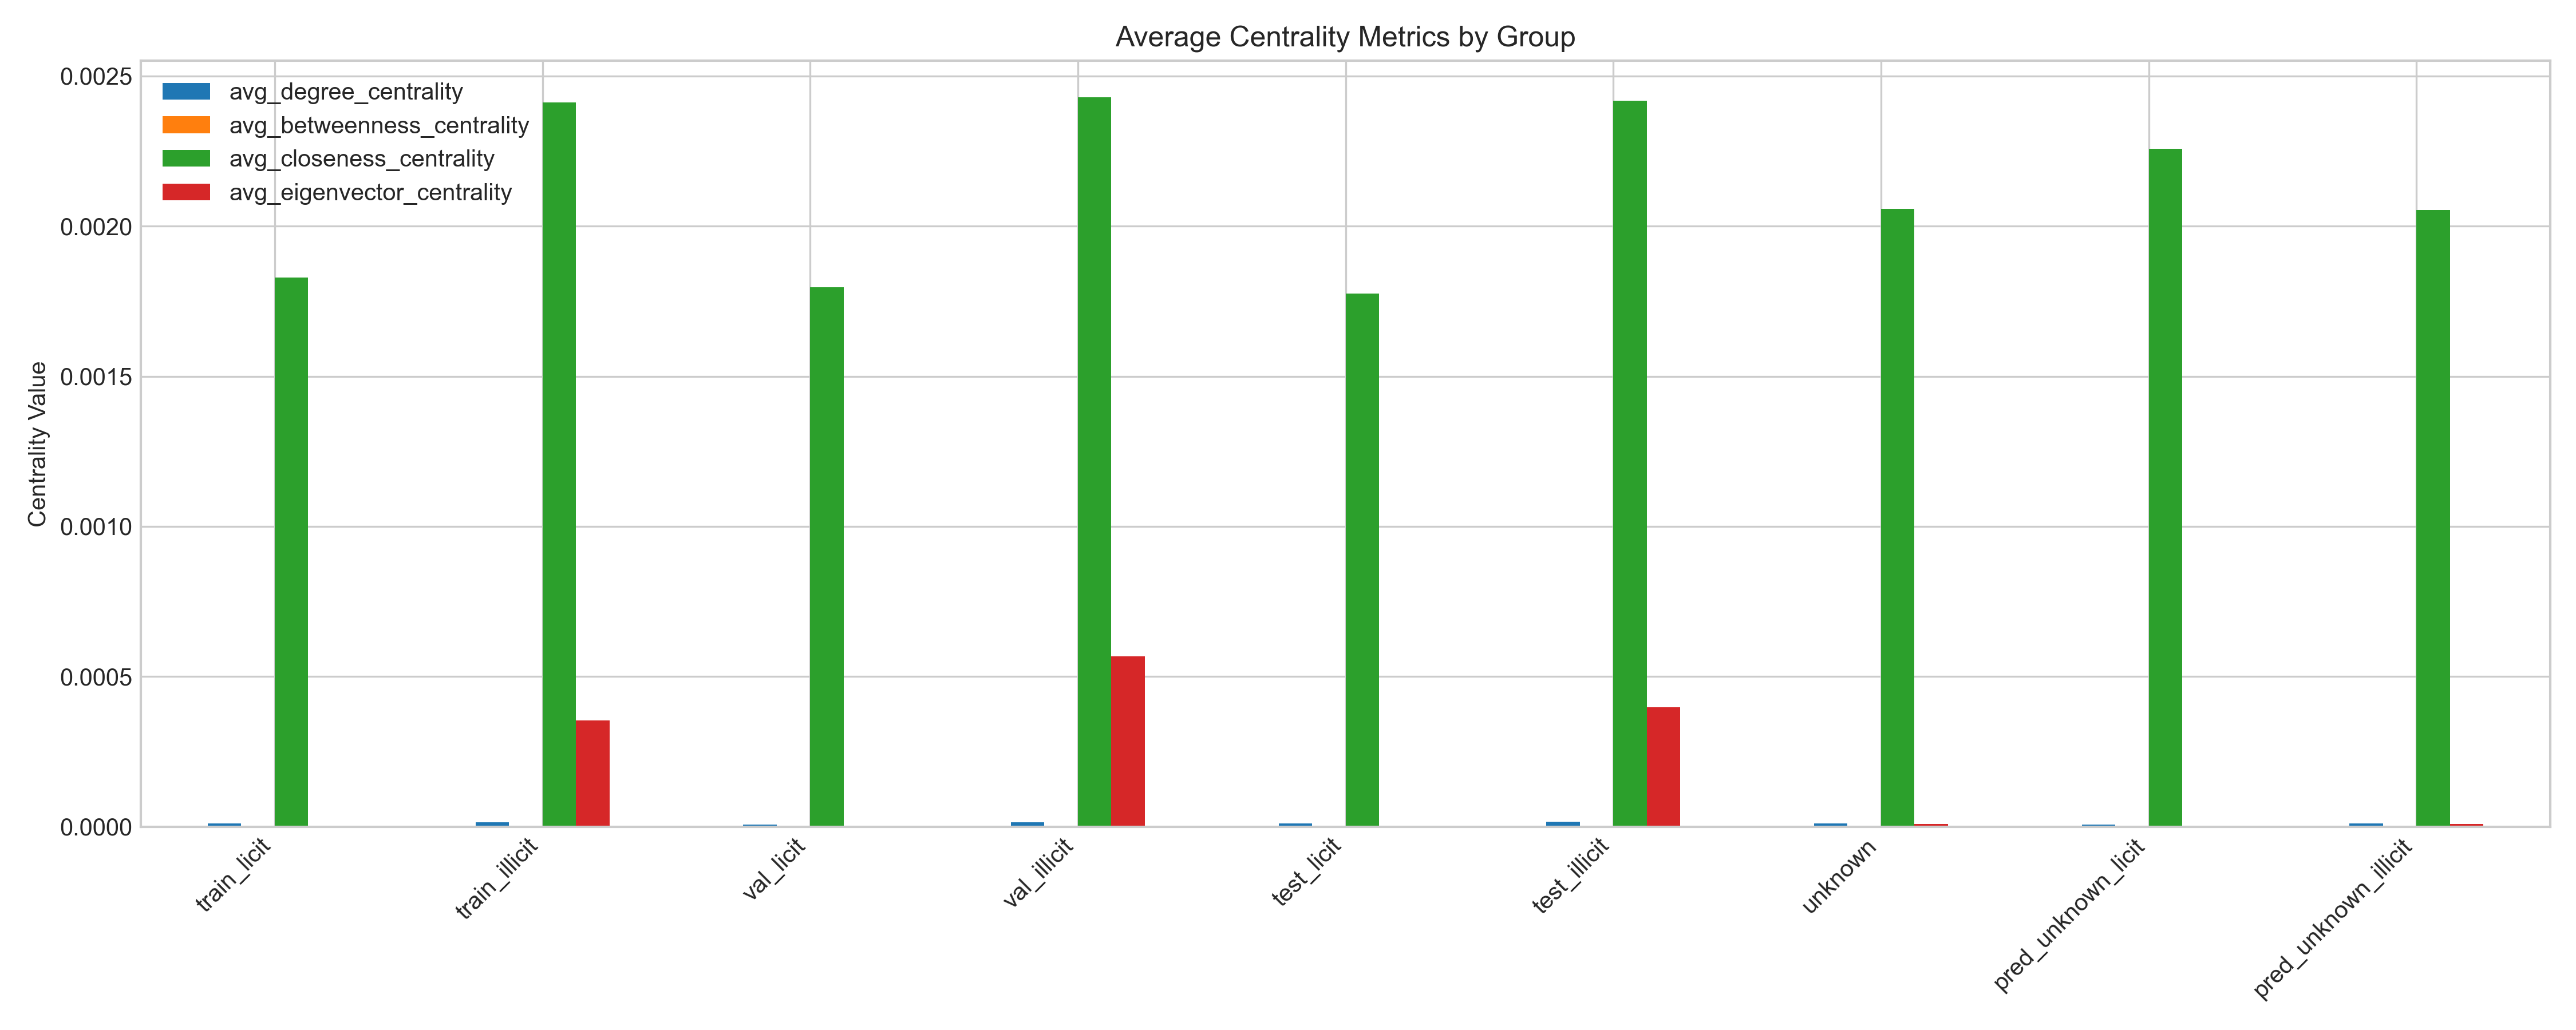 Average Centrality Metrics by Group
avg_degree_centrality
avg_betweenness_centrality
avg_closeness_centrality
avg_eigenvector_centrality
Centrality Value
0.0025
0.0020
0.0015
0.0010
0.0005
0.0000
train_licit
train_illicit
val_licit
val_illicit
test_licit
test_illicit
unknown
pred_unknown_licit
pred_unknown_illicit